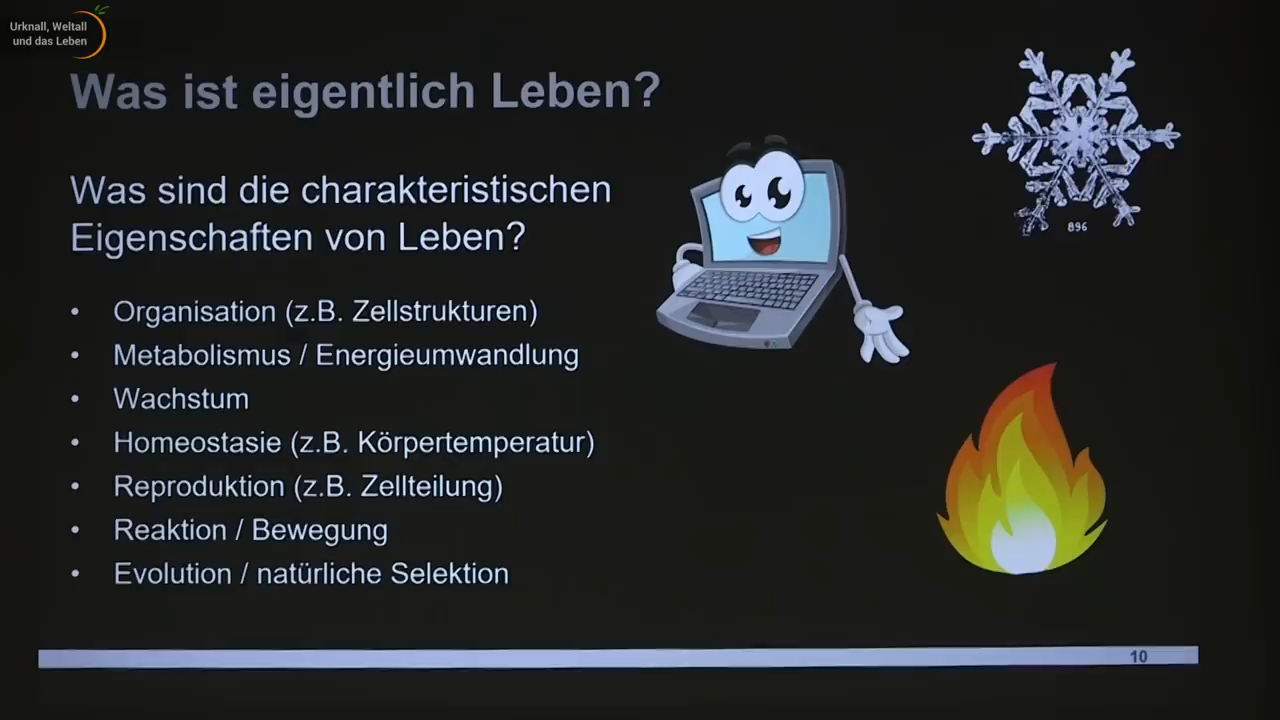 Urknall, Weltall
und das Leben
Was ist eigentlich Leben?
Was sind die charakteristischen
Eigenschaften von Leben?
• Organisation (z.B. Zellstrukturen)
• Metabolismus / Energieumwandlung
• Wachstum
• Homeostasie (z.B. Körpertemperatur)
• Reproduktion (z.B. Zellteilung)
• Reaktion / Bewegung
• Evolution / natürliche Selektion
896
10